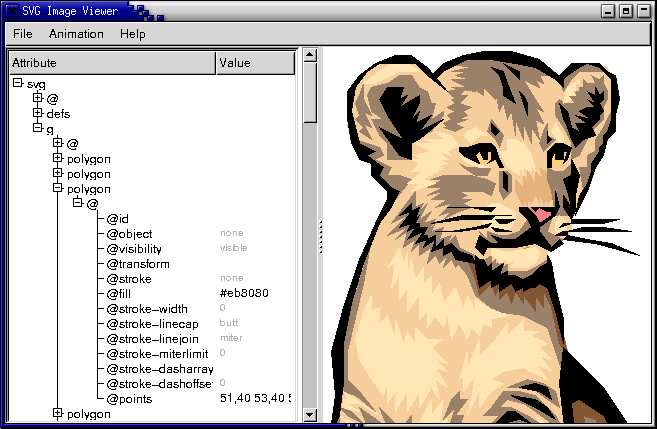 SVG Image Viewer
File Animation Help
Attribute Value
svg
@
defs
g
@
polygon
polygon
polygon
@
@id
@object none
@visibility visible
@transform
@stroke none
@fill #eb8080
@stroke-width 0
@stroke-linecap butt
@stroke-linejoin miter
@stroke-miterlimit 0
@stroke-dasharray
@stroke-dashoffset 0
@points 51,40 53,40 5
polygon